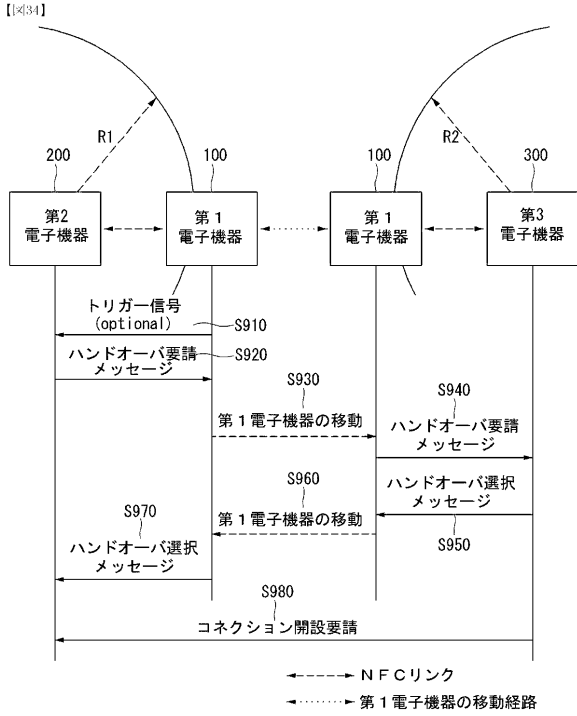 【図34】
R1
R2
200
100
100
300
第2
電子機器
第１
電子機器
第１
電子機器
第3
電子機器
トリガー信号
(optional)
S910
ハンドオーバ要請
メッセージ
S920
S930
第１電子機器の移動
S940
ハンドオーバ要請
メッセージ
ハンドオーバ選択
メッセージ
S950
S960
第１電子機器の移動
S970
ハンドオーバ選択
メッセージ
S980
コネクション開設要請
ＮＦＣリンク
第１電子機器の移動経路